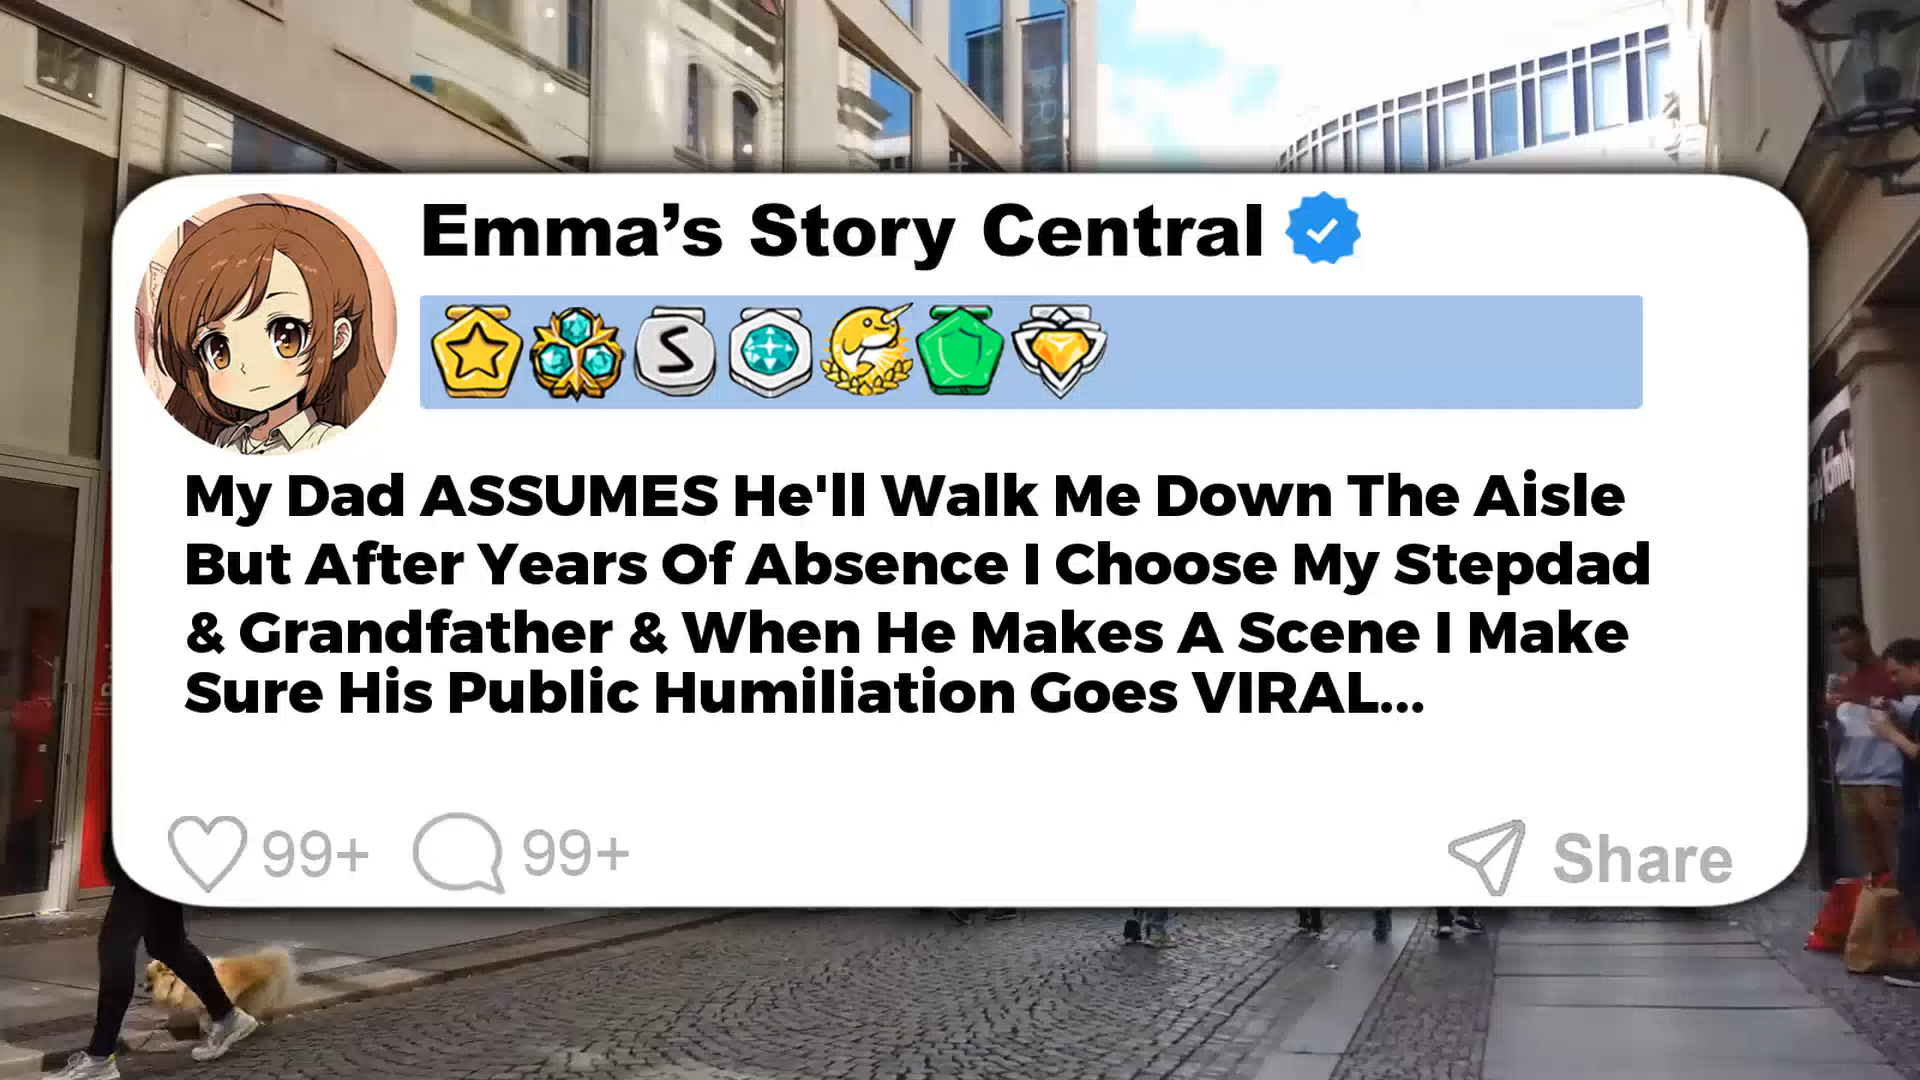 Emma’s Story Central
S
My Dad ASSUMES He'll Walk Me Down The Aisle
But After Years Of Absence I Choose My Stepdad
& Grandfather & When He Makes A Scene I Make
Sure His Public Humiliation Goes VIRAL...
99+ 99+ Share